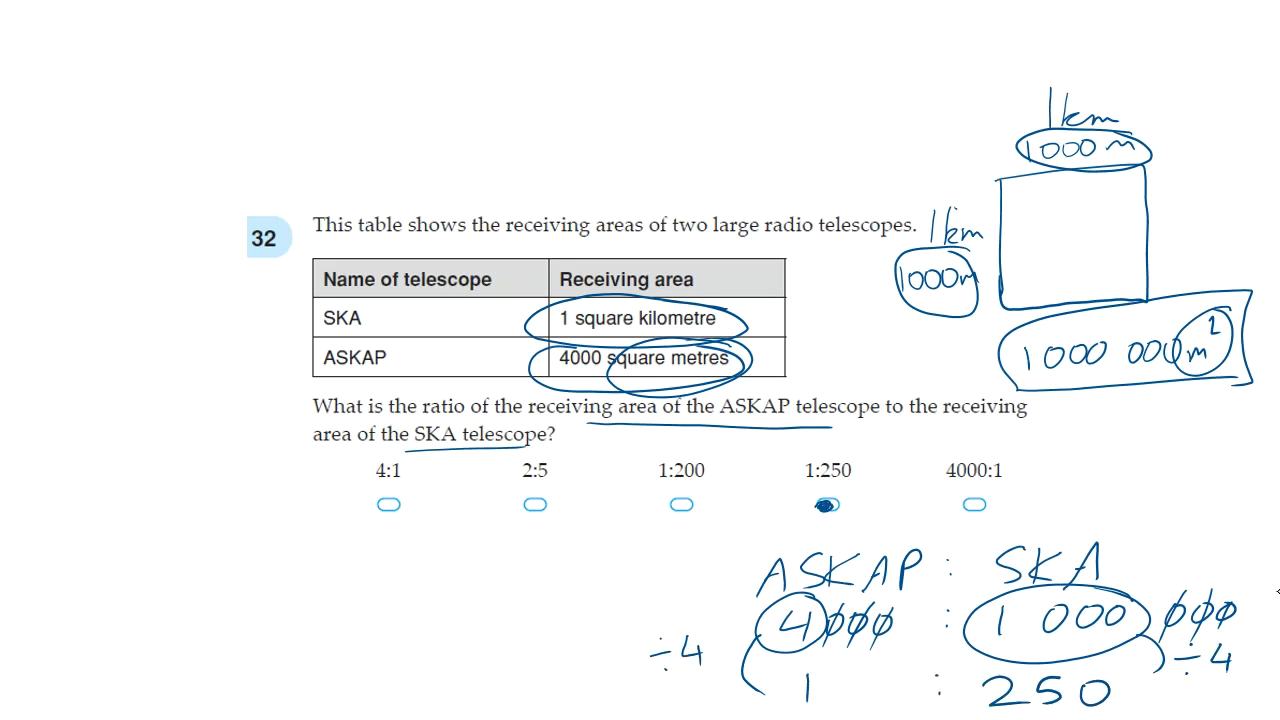 1km
1000 m
32
This table shows the receiving areas of two large radio telescopes.
1km
1000m
Name of telescope Receiving area
SKA 1 square kilometre
ASKAP 4000 square metres
1 000 000 m²
What is the ratio of the receiving area of the ASKAP telescope to the receiving
area of the SKA telescope?
4:1 2:5 1:200 1:250 4000:1
ASKAP : SKA
4000 : 1 000 000
÷4 ÷4
1 : 250